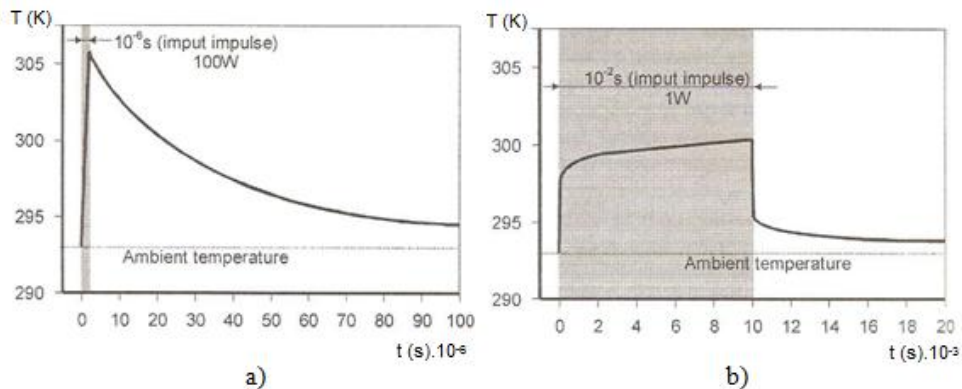 T (K)
10⁻⁶s (imput impulse)
100W
305
300
295
290
Ambient temperature
0 10 20 30 40 50 60 70 80 90 100
t (s).10⁻⁶
a)
T (K)
10⁻²s (imput impulse)
1W
305
300
295
290
Ambient temperature
0 2 4 6 8 10 12 14 16 18 20
t (s).10⁻³
b)